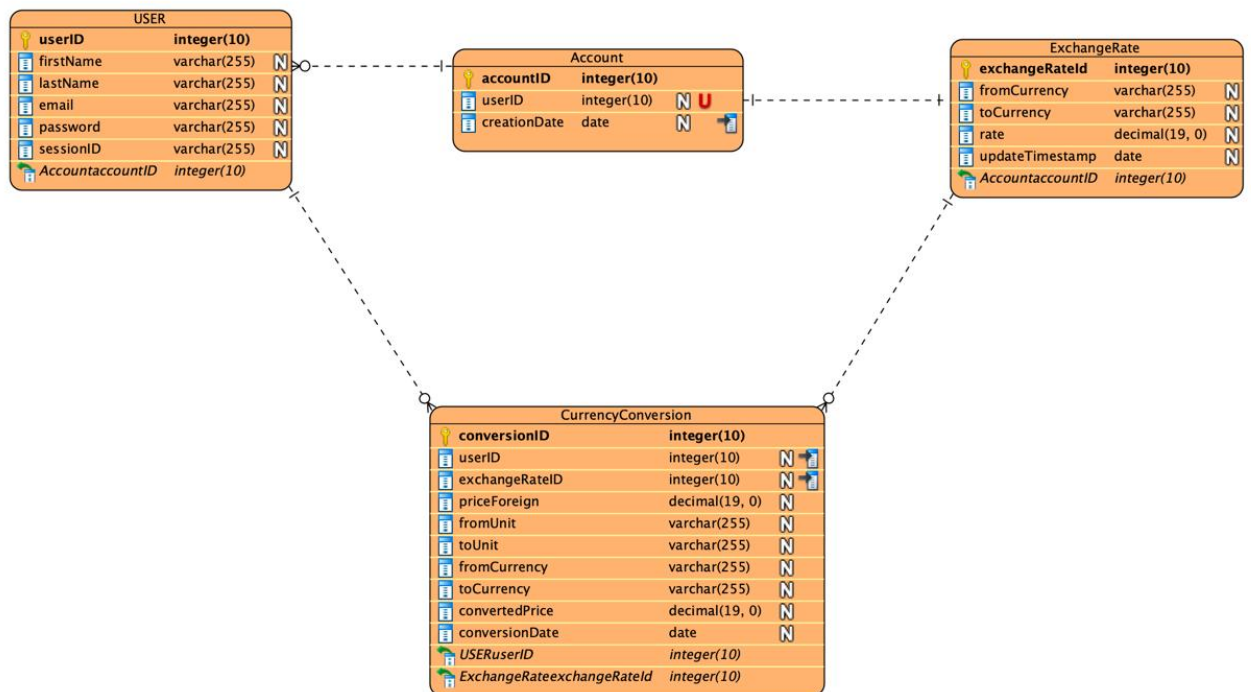 USER
userID integer(10)
firstName varchar(255) N
lastName varchar(255) N
email varchar(255) N
password varchar(255) N
sessionID varchar(255) N
AccountaccountID integer(10)
Account
accountID integer(10)
userID integer(10) N U
creationDate date N
ExchangeRate
exchangeRateId integer(10)
fromCurrency varchar(255) N
toCurrency varchar(255) N
rate decimal(19, 0) N
updateTimestamp date N
AccountaccountID integer(10)
CurrencyConversion
conversionID integer(10)
userID integer(10) N
exchangeRateID integer(10) N
priceForeign decimal(19, 0) N
fromUnit varchar(255) N
toUnit varchar(255) N
fromCurrency varchar(255) N
toCurrency varchar(255) N
convertedPrice decimal(19, 0) N
conversionDate date N
USERuserID integer(10)
ExchangeRateexchangeRateId integer(10)